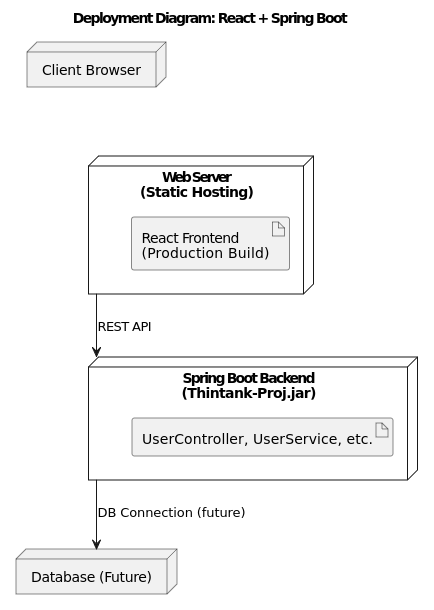 Deployment Diagram: React + Spring Boot
Client Browser
Web Server
(Static Hosting)
React Frontend
(Production Build)
REST API
Spring Boot Backend
(Thintank-Proj.jar)
UserController, UserService, etc.
DB Connection (future)
Database (Future)